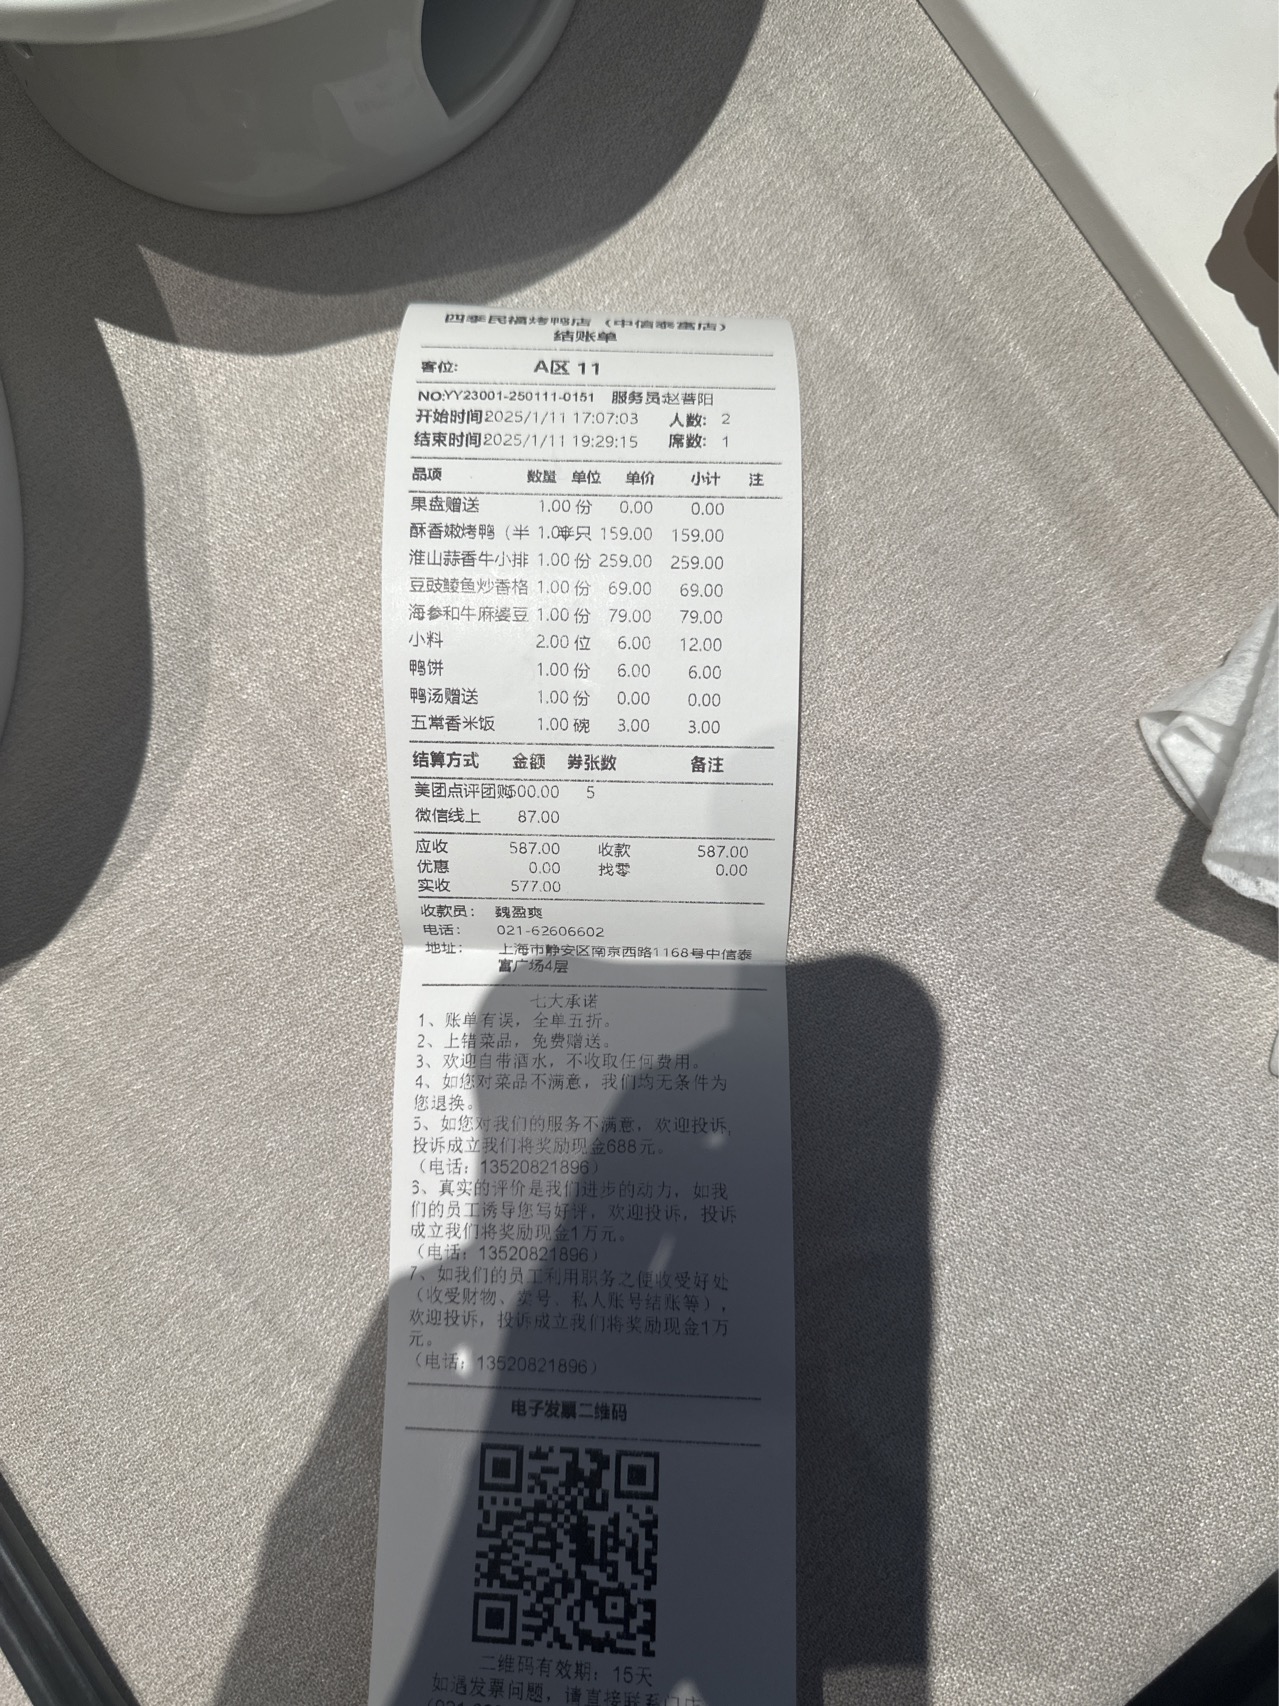 四季民福烤鸭店（中信泰富店）
结账单
客位: A区 11
NO:YY23001-250111-0151 服务员:赵蕾阳
开始时间2025/1/11 17:07:03 人数: 2
结束时间2025/1/11 19:29:15 席数: 1
品项 数量 单位 单价 小计 注
果盘赠送 1.00 份 0.00 0.00
酥香嫩烤鸭（半 1.00 半只 159.00 159.00
淮山蒜香牛小排 1.00 份 259.00 259.00
豆豉鲮鱼炒香格 1.00 份 69.00 69.00
海参和牛麻婆豆 1.00 份 79.00 79.00
小料 2.00 位 6.00 12.00
鸭饼 1.00 份 6.00 6.00
鸭汤赠送 1.00 份 0.00 0.00
五常香米饭 1.00 碗 3.00 3.00
结算方式 金额 券张数 备注
美团点评团购500.00 5
微信线上 87.00
应收 587.00 收款 587.00
优惠 0.00 找零 0.00
实收 577.00
收款员: 魏盈爽
电话: 021-62606602
地址: 上海市静安区南京西路1168号中信泰
富广场4层
七大承诺
1、账单有误，全单五折。
2、上错菜品，免费赠送。
3、欢迎自带酒水，不收取任何费用。
4、如您对菜品不满意，我们均无条件为
您退换。
5、如您对我们的服务不满意，欢迎投诉，
投诉成立我们将奖励现金688元。
（电话：13520821896）
6、真实的评价是我们进步的动力，如我
们的员工诱导您写好评，欢迎投诉，投诉
成立我们将奖励现金1万元。
（电话：13520821896）
7、如我们的员工利用职务之便收受好处
（收受财物、卖号、私人账号结账等），
欢迎投诉，投诉成立我们将奖励现金1万
元。
（电话：13520821896）
电子发票二维码
二维码有效期：15天
如遇发票问题，请直接联系门店